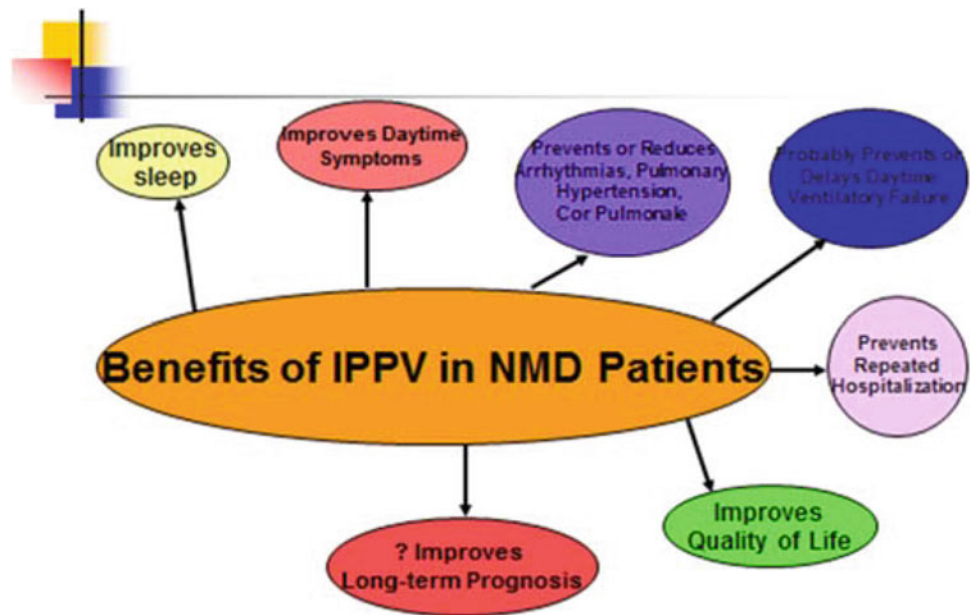 Improves
sleep
Improves Daytime
Symptoms
Prevents or Reduces
Arrhythmias, Pulmonary
Hypertension,
Cor Pulmonale
Probably Prevents or
Delays Daytime
Ventilatory Failure
Benefits of IPPV in NMD Patients
Prevents
Repeated
Hospitalization
Improves
Quality of Life
? Improves
Long-term Prognosis